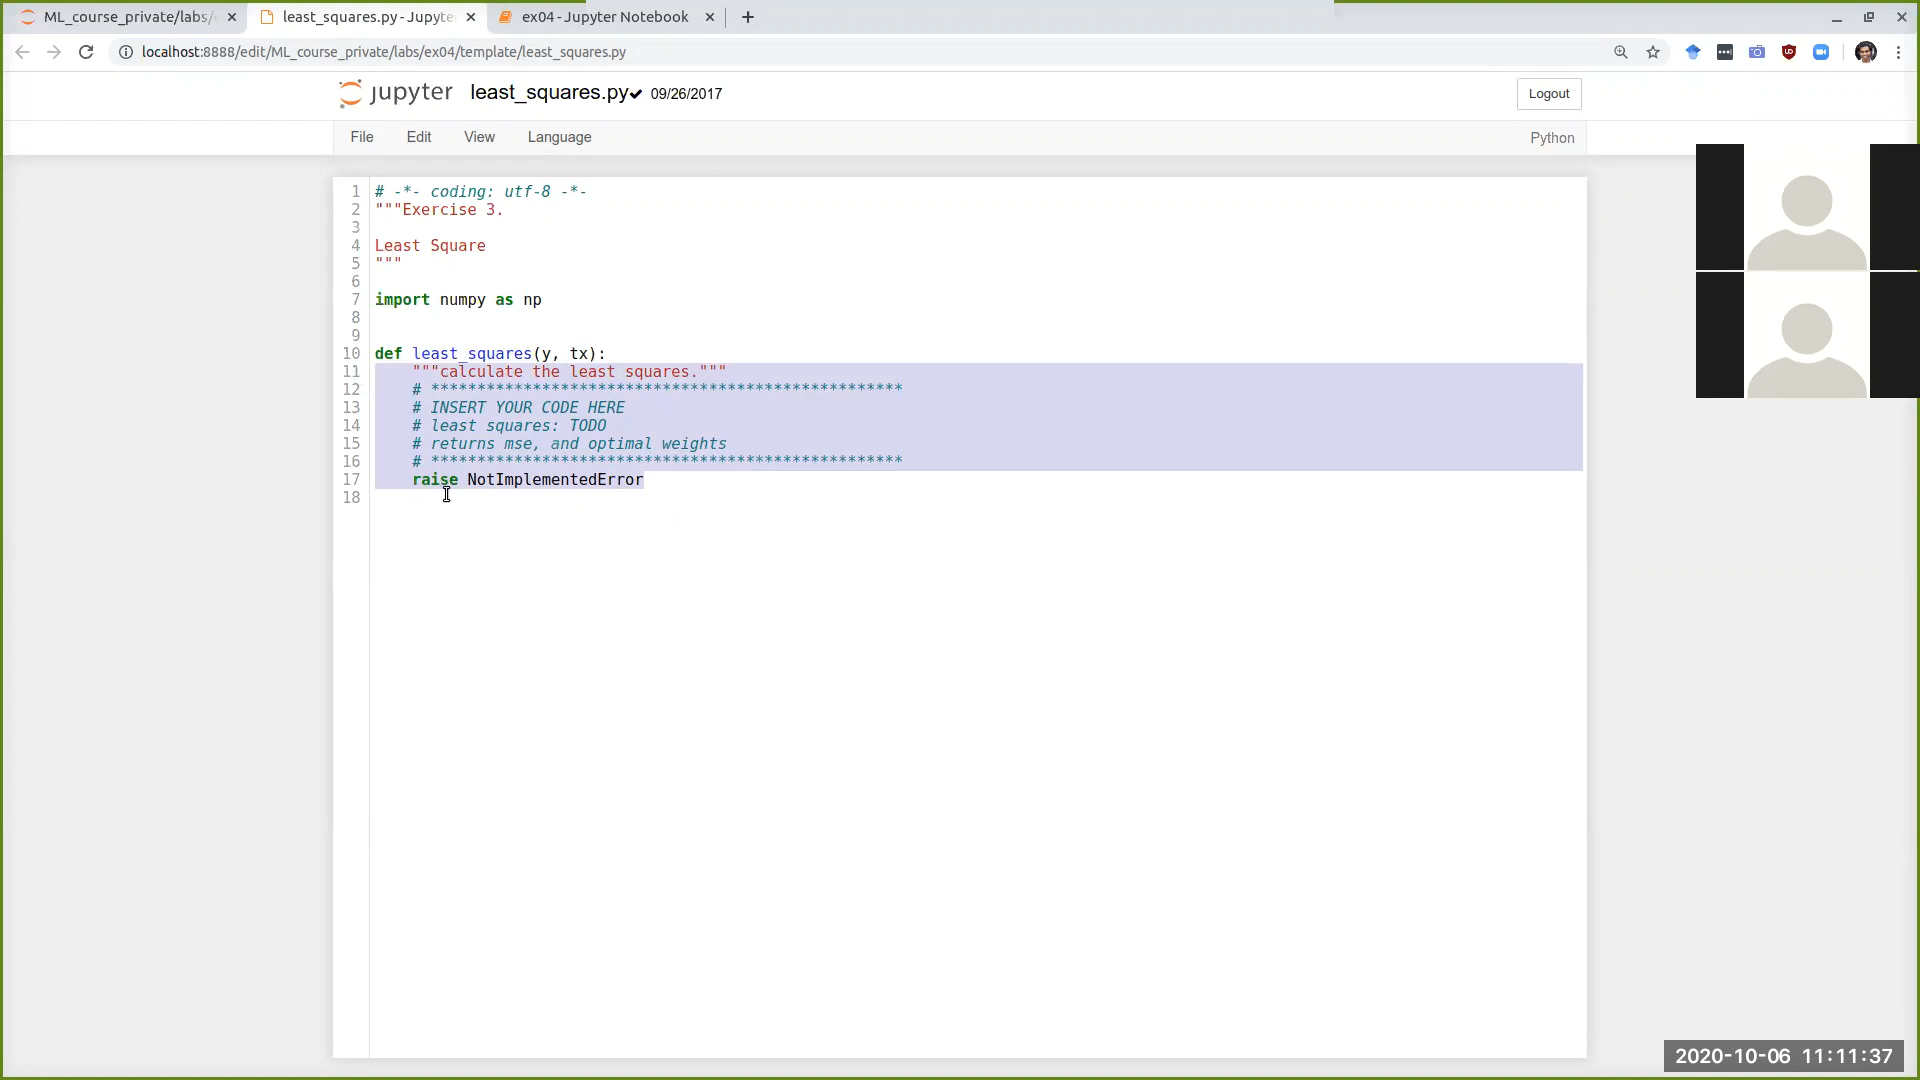 ML_course_private/labs/
least_squares.py - Jupyte
ex04 - Jupyter Notebook
localhost:8888/edit/ML_course_private/labs/ex04/template/least_squares.py
jupyter least_squares.py 09/26/2017
Logout
File Edit View Language
Python
1 # -*- coding: utf-8 -*-
2 """Exercise 3.
3
4 Least Square
5 """
6
7 import numpy as np
8
9
10 def least_squares(y, tx):
11 """calculate the least squares."""
12 # ***************************************************
13 # INSERT YOUR CODE HERE
14 # least squares: TODO
15 # returns mse, and optimal weights
16 # ***************************************************
17 raise NotImplementedError
18
2020-10-06 11:11:37